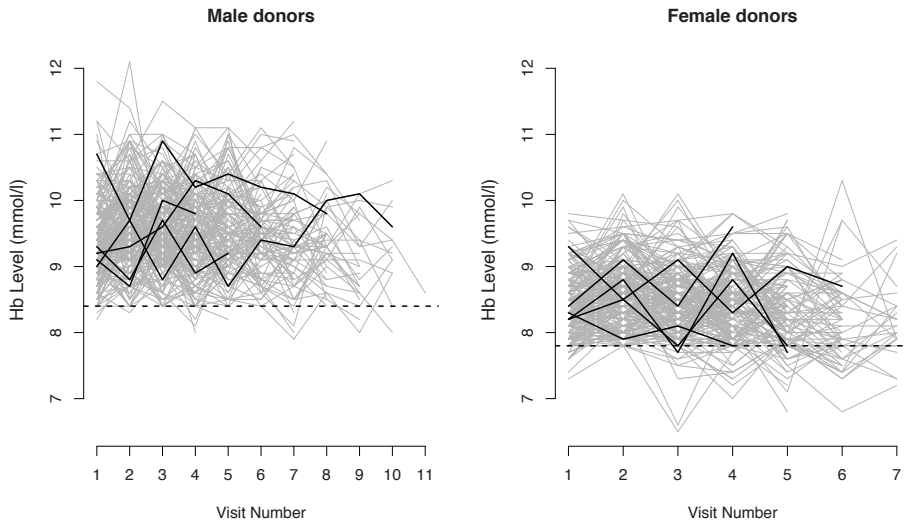 Male donors
Hb Level (mmol/l)
12
11
10
9
8
7
1 2 3 4 5 6 7 8 9 10 11
Visit Number
Female donors
Hb Level (mmol/l)
12
11
10
9
8
7
1 2 3 4 5 6 7
Visit Number